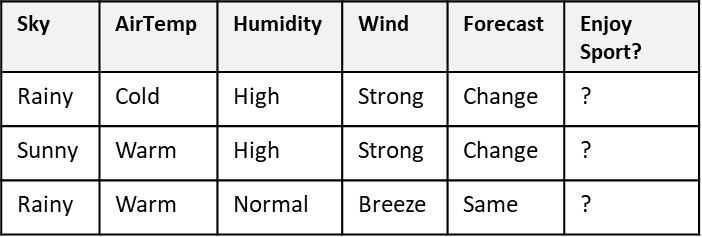 Sky AirTemp Humidity Wind Forecast Enjoy
Sport?
Rainy Cold High Strong Change ?
Sunny Warm High Strong Change ?
Rainy Warm Normal Breeze Same ?